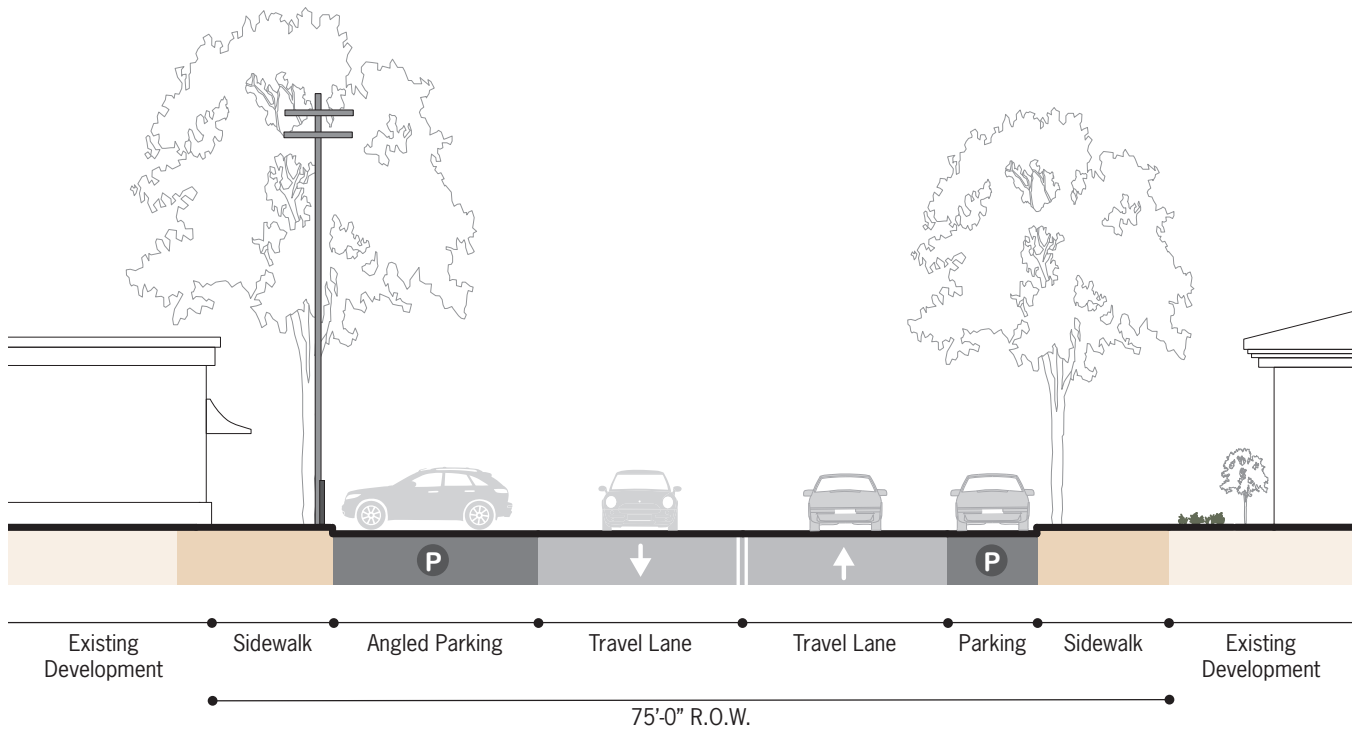 P
P
Existing
Development
Sidewalk
Angled Parking
Travel Lane
Travel Lane
Parking
Sidewalk
Existing
Development
75'-0" R.O.W.